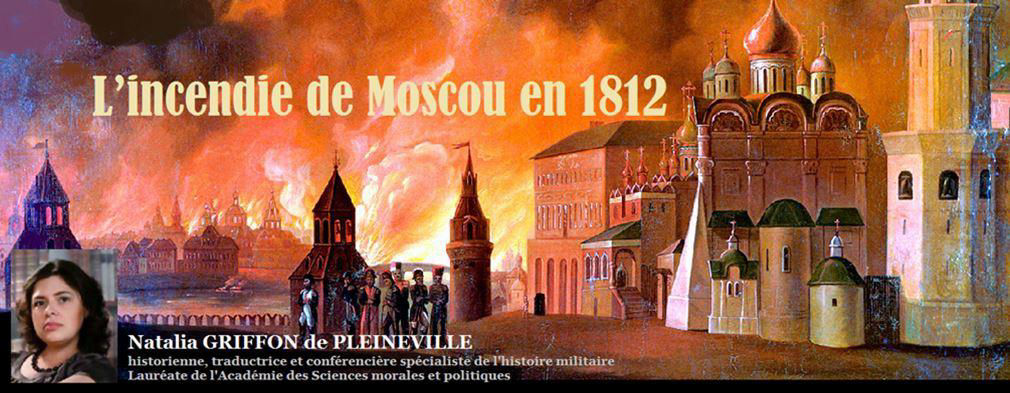 L'incendie de Moscou en 1812
Natalia GRIFFON de PLEINEVILLE
historienne, traductrice et conférencière spécialiste de l'histoire militaire
Lauréate de l'Académie des Sciences morales et politiques